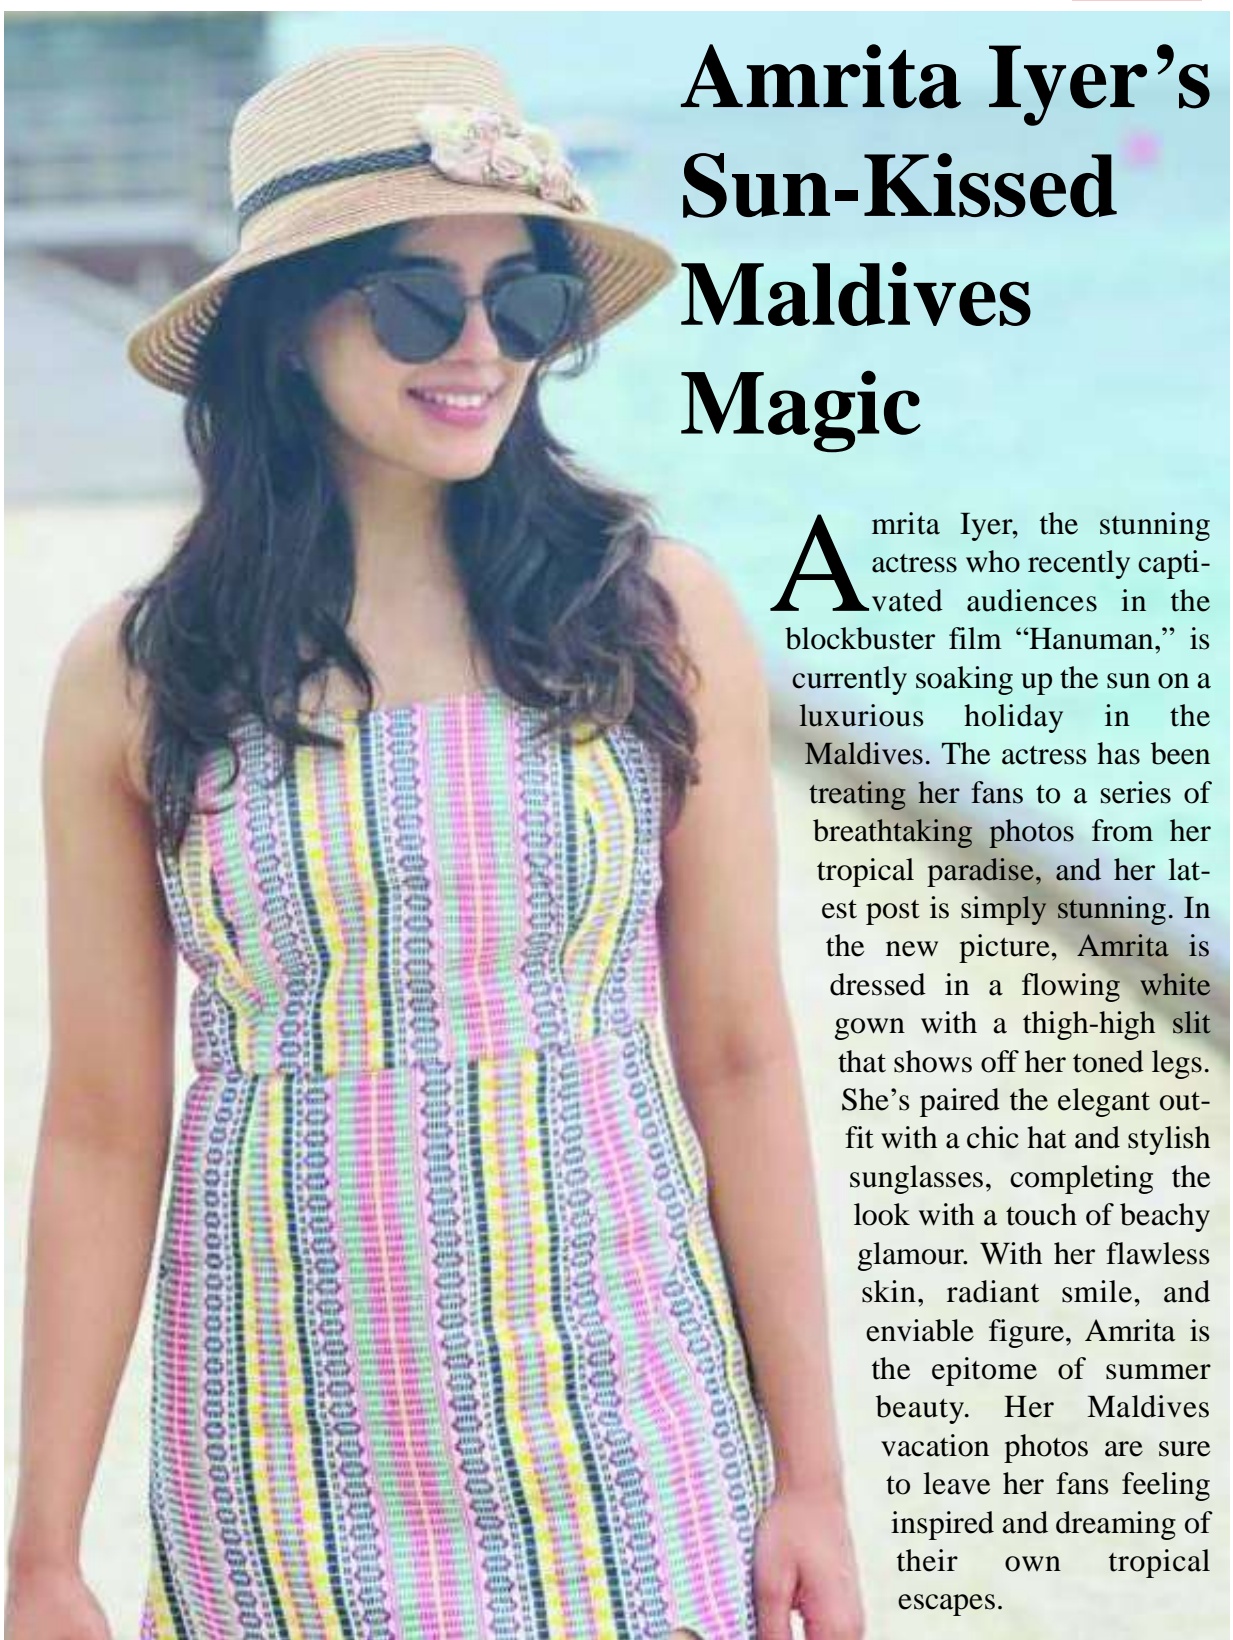 Amrita Iyer’s
Sun-Kissed
Maldives
Magic
Amrita Iyer, the stunning
actress who recently capti-
vated audiences in the
blockbuster film “Hanuman,” is
currently soaking up the sun on a
luxurious holiday in the
Maldives. The actress has been
treating her fans to a series of
breathtaking photos from her
tropical paradise, and her lat-
est post is simply stunning. In
the new picture, Amrita is
dressed in a flowing white
gown with a thigh-high slit
that shows off her toned legs.
She’s paired the elegant out-
fit with a chic hat and stylish
sunglasses, completing the
look with a touch of beachy
glamour. With her flawless
skin, radiant smile, and
enviable figure, Amrita is
the epitome of summer
beauty. Her Maldives
vacation photos are sure
to leave her fans feeling
inspired and dreaming of
their own tropical
escapes.